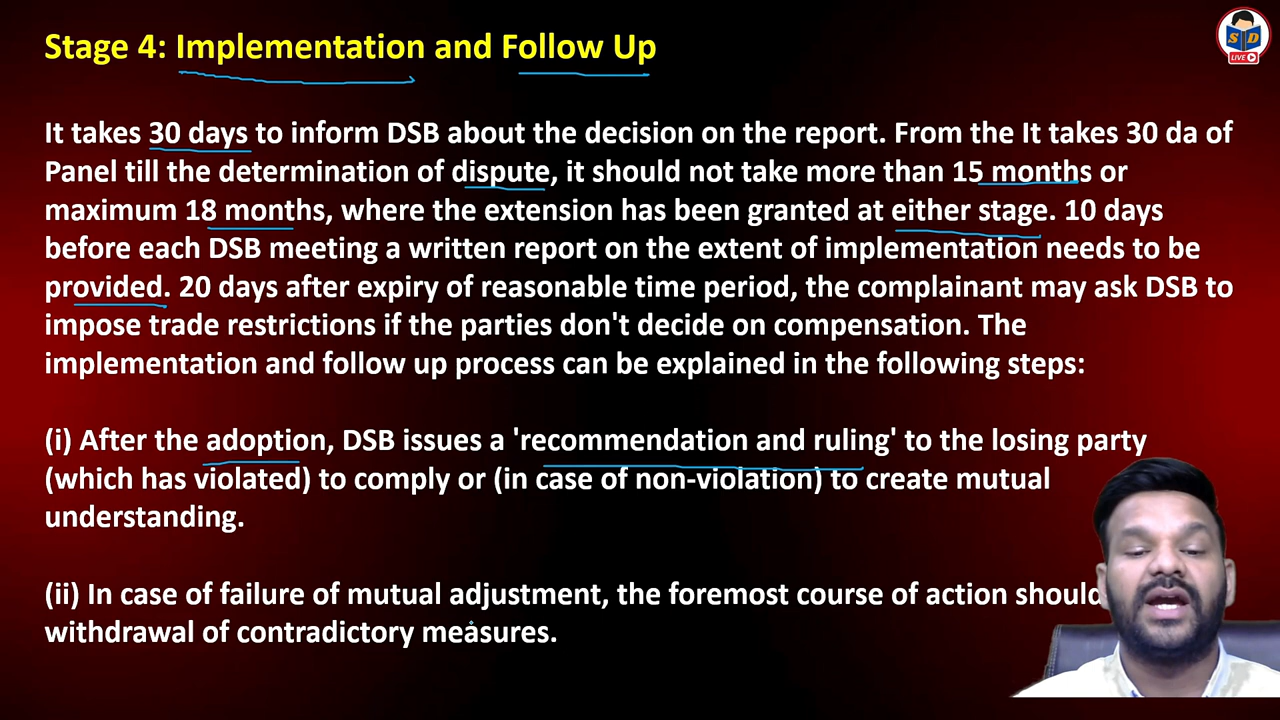 Stage 4: Implementation and Follow Up
S D
LIVE
It takes 30 days to inform DSB about the decision on the report. From the It takes 30 da of
Panel till the determination of dispute, it should not take more than 15 months or
maximum 18 months, where the extension has been granted at either stage. 10 days
before each DSB meeting a written report on the extent of implementation needs to be
provided. 20 days after expiry of reasonable time period, the complainant may ask DSB to
impose trade restrictions if the parties don't decide on compensation. The
implementation and follow up process can be explained in the following steps:
(i) After the adoption, DSB issues a 'recommendation and ruling' to the losing party
(which has violated) to comply or (in case of non-violation) to create mutual
understanding.
(ii) In case of failure of mutual adjustment, the foremost course of action should
withdrawal of contradictory measures.